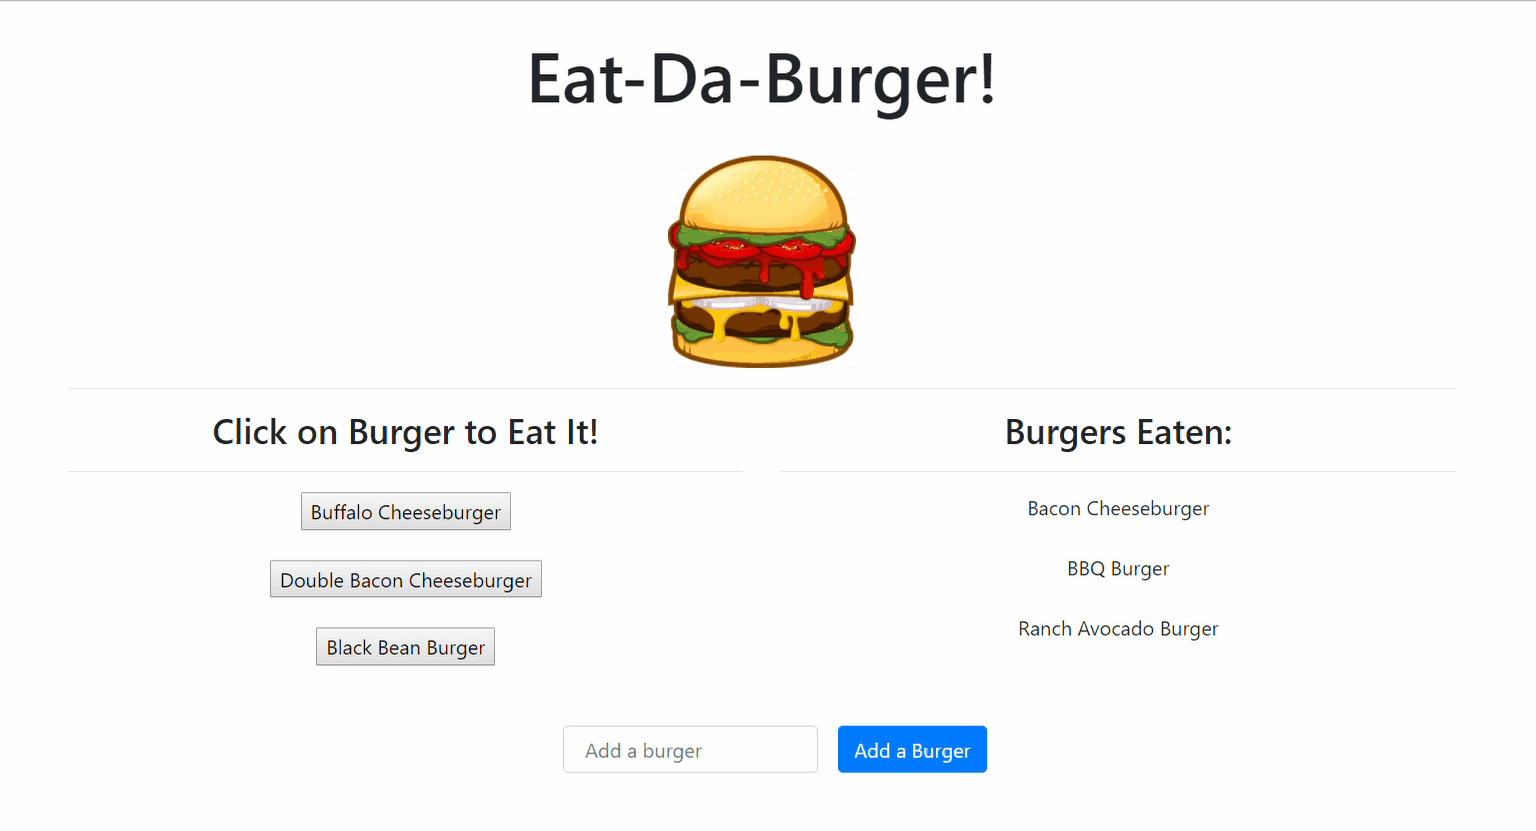 Eat-Da-Burger!
Click on Burger to Eat It!
Buffalo Cheeseburger
Double Bacon Cheeseburger
Black Bean Burger
Burgers Eaten:
Bacon Cheeseburger
BBQ Burger
Ranch Avocado Burger
Add a burger
Add a Burger